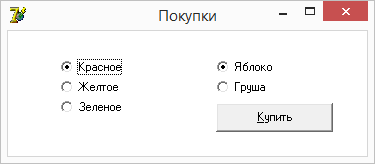 Покупки
Красное
Желтое
Зеленое
Яблоко
Груша
Купить